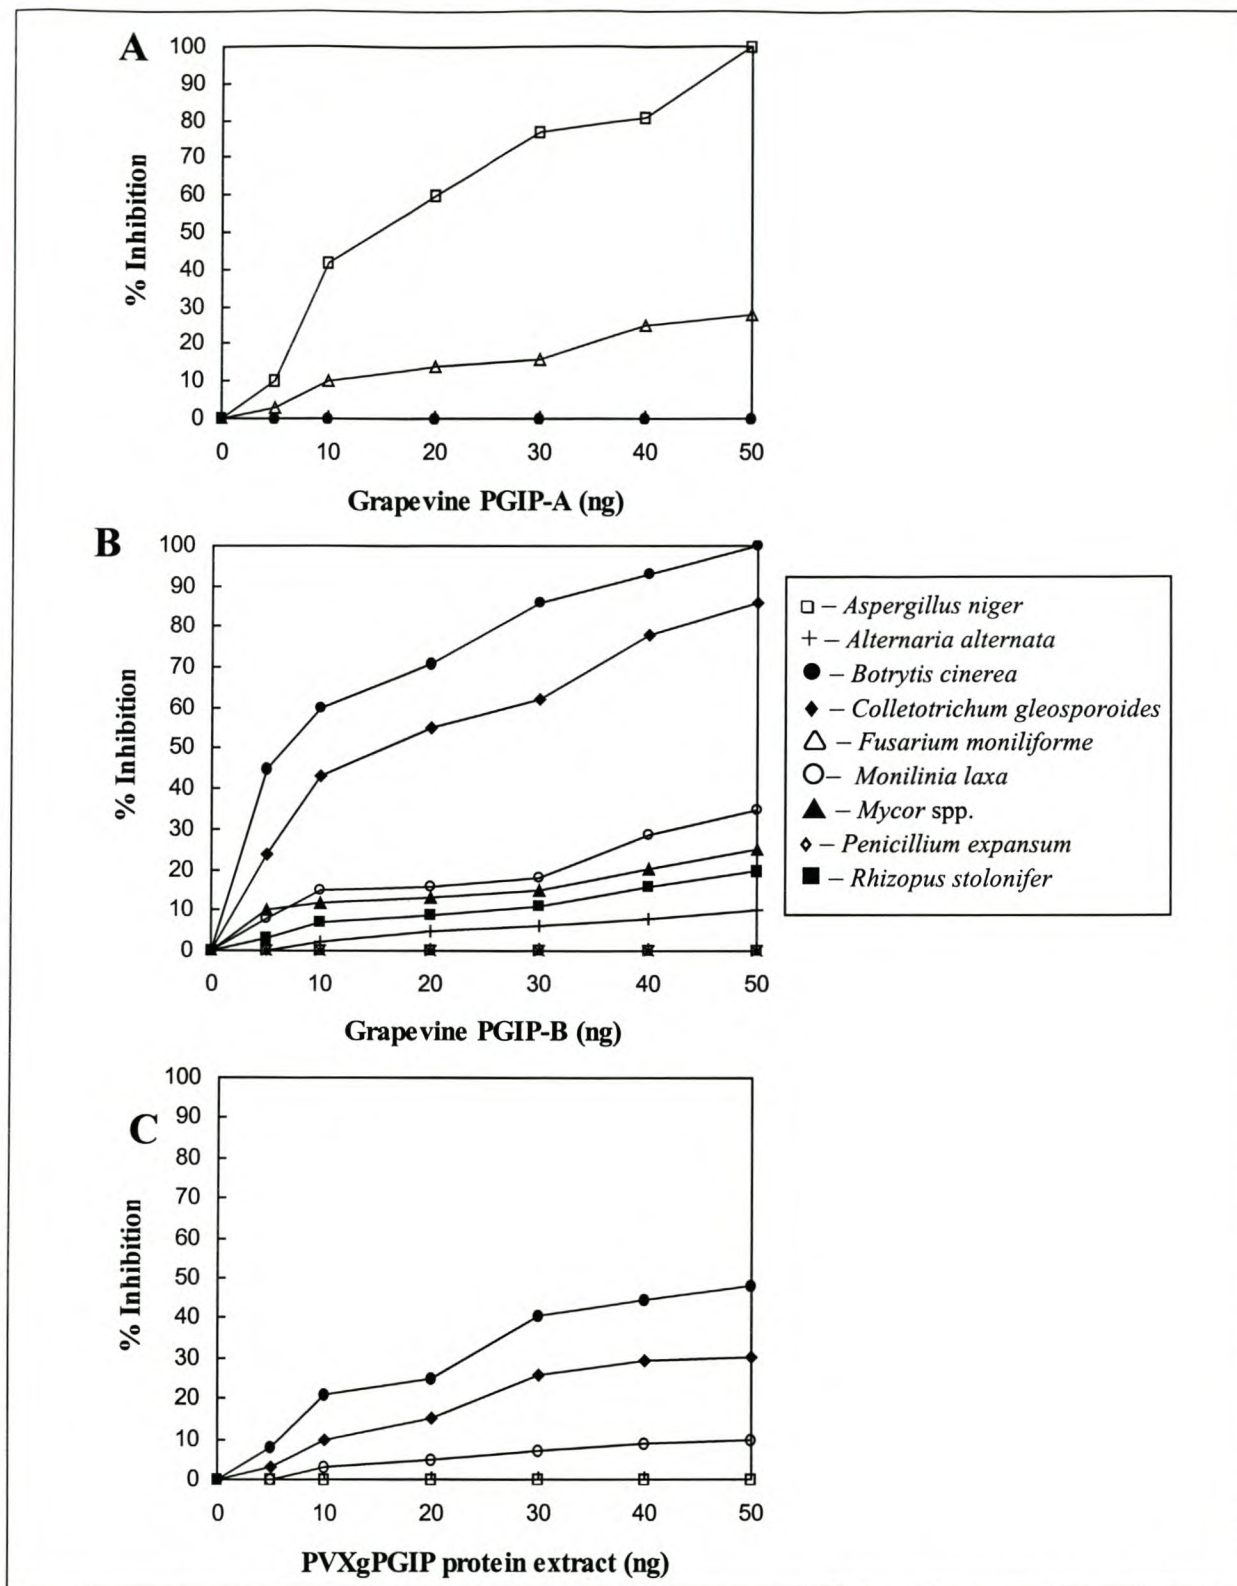 A
100
90
80
70
60
50
40
30
20
10
0
% Inhibition
0 10 20 30 40 50
Grapevine PGIP-A (ng)
B
100
90
80
70
60
50
40
30
20
10
0
% Inhibition
0 10 20 30 40 50
Grapevine PGIP-B (ng)
– Aspergillus niger
– Alternaria alternata
– Botrytis cinerea
– Colletotrichum gleosporoides
– Fusarium moniliforme
– Monilinia laxa
– Mycor spp.
– Penicillium expansum
– Rhizopus stolonifer
C
100
90
80
70
60
50
40
30
20
10
0
% Inhibition
0 10 20 30 40 50
PVXgPGIP protein extract (ng)